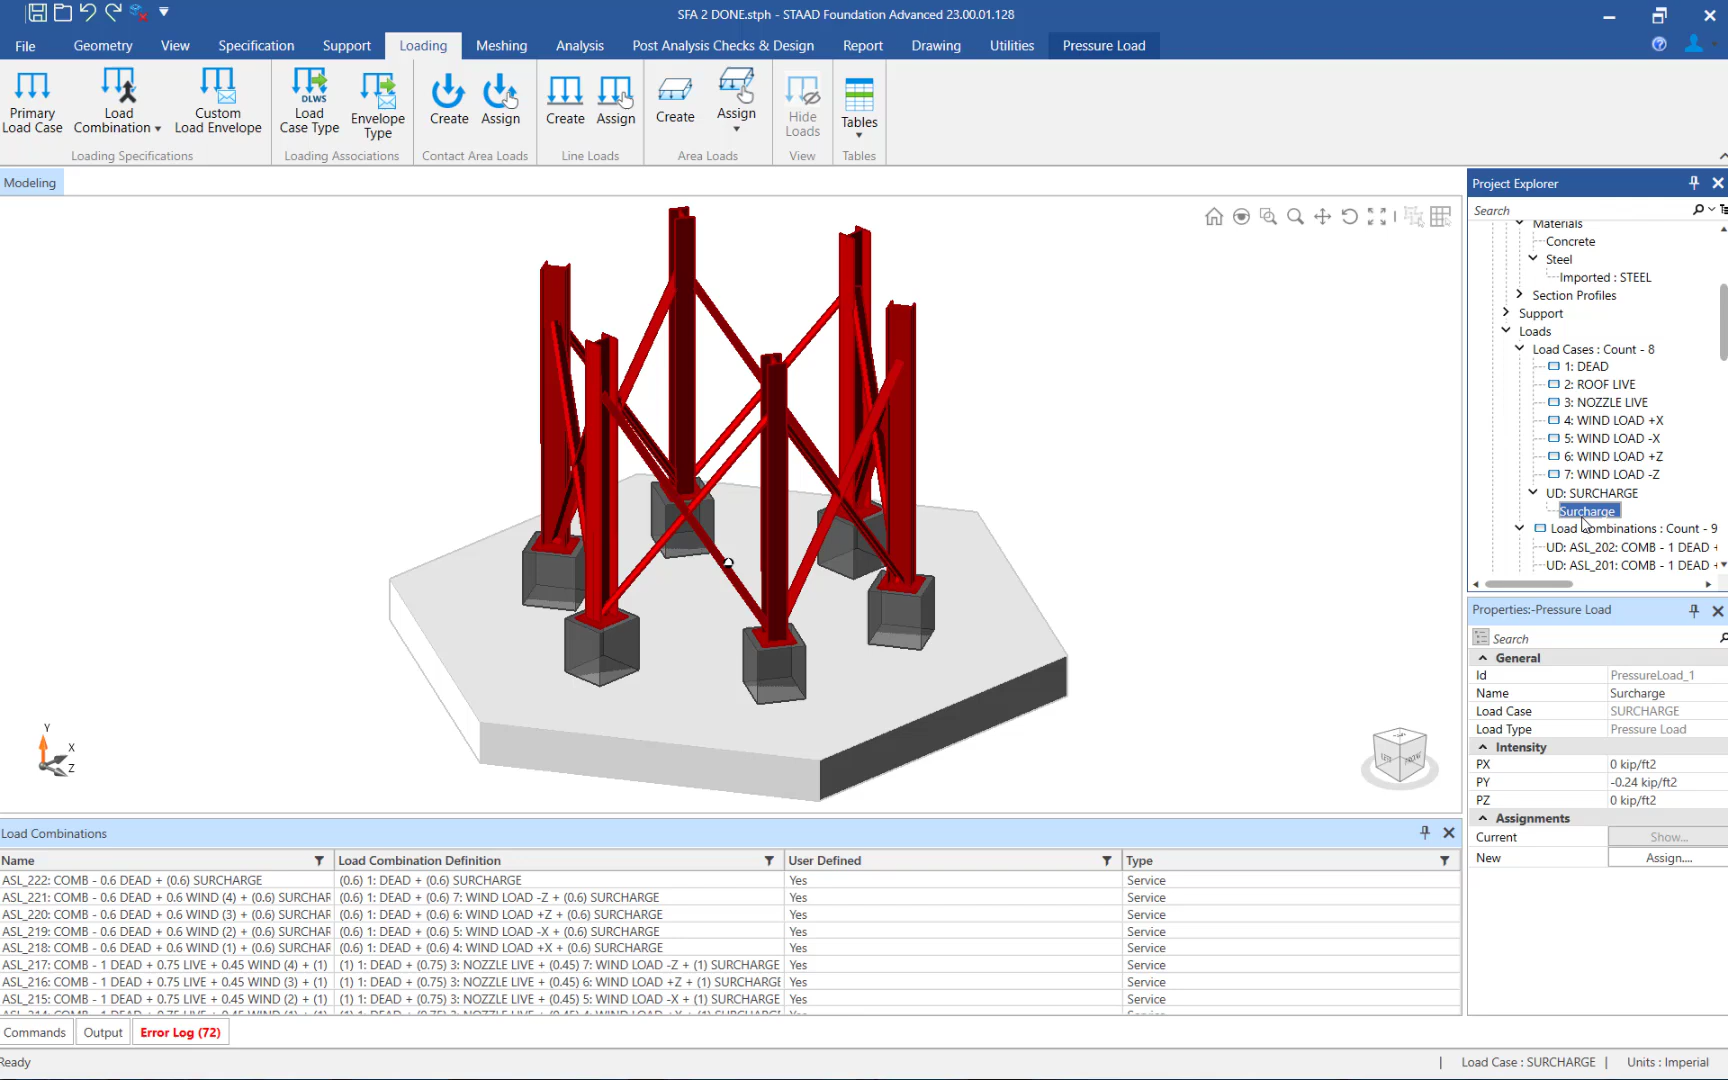 SFA 2 DONE.stph - STAAD Foundation Advanced 23.00.01.128
File Geometry View Specification Support Loading Meshing Analysis Post Analysis Checks & Design Report Drawing Utilities Pressure Load
Primary Load Case
Load Combination
Custom Load Envelope
DLWS
Load Case Type
Envelope Type
Create
Assign
Create
Assign
Create
Assign
Hide Loads
Tables
Loading Specifications Loading Associations Contact Area Loads Line Loads Area Loads View Tables
Modeling
Project Explorer
Search
Materials
Concrete
Steel
Imported : STEEL
Section Profiles
Support
Loads
Load Cases : Count - 8
1: DEAD
2: ROOF LIVE
3: NOZZLE LIVE
4: WIND LOAD +X
5: WIND LOAD -X
6: WIND LOAD +Z
7: WIND LOAD -Z
UD: SURCHARGE
Surcharge
Load Combinations : Count - 9
UD: ASL_202: COMB - 1 DEAD +
UD: ASL_201: COMB - 1 DEAD +
Properties:-Pressure Load
Search
General
Id PressureLoad_1
Name Surcharge
Load Case SURCHARGE
Load Type Pressure Load
Intensity
PX 0 kip/ft2
PY -0.24 kip/ft2
PZ 0 kip/ft2
Assignments
Current Show...
New Assign....
Y
X
Z
LEFT FRONT
Load Combinations
Name Load Combination Definition User Defined Type
ASL_222: COMB - 0.6 DEAD + (0.6) SURCHARGE (0.6) 1: DEAD + (0.6) SURCHARGE Yes Service
ASL_221: COMB - 0.6 DEAD + 0.6 WIND (4) + (0.6) SURCHAR (0.6) 1: DEAD + (0.6) 7: WIND LOAD -Z + (0.6) SURCHARGE Yes Service
ASL_220: COMB - 0.6 DEAD + 0.6 WIND (3) + (0.6) SURCHAR (0.6) 1: DEAD + (0.6) 6: WIND LOAD +Z + (0.6) SURCHARGE Yes Service
ASL_219: COMB - 0.6 DEAD + 0.6 WIND (2) + (0.6) SURCHAR (0.6) 1: DEAD + (0.6) 5: WIND LOAD -X + (0.6) SURCHARGE Yes Service
ASL_218: COMB - 0.6 DEAD + 0.6 WIND (1) + (0.6) SURCHAR (0.6) 1: DEAD + (0.6) 4: WIND LOAD +X + (0.6) SURCHARGE Yes Service
ASL_217: COMB - 1 DEAD + 0.75 LIVE + 0.45 WIND (4) + (1) (1) 1: DEAD + (0.75) 3: NOZZLE LIVE + (0.45) 7: WIND LOAD -Z + (1) SURCHARGE Yes Service
ASL_216: COMB - 1 DEAD + 0.75 LIVE + 0.45 WIND (3) + (1) (1) 1: DEAD + (0.75) 3: NOZZLE LIVE + (0.45) 6: WIND LOAD +Z + (1) SURCHARGE Yes Service
ASL_215: COMB - 1 DEAD + 0.75 LIVE + 0.45 WIND (2) + (1) (1) 1: DEAD + (0.75) 3: NOZZLE LIVE + (0.45) 5: WIND LOAD -X + (1) SURCHARGE Yes Service
Commands Output Error Log (72)
Ready
Load Case : SURCHARGE | Units : Imperial